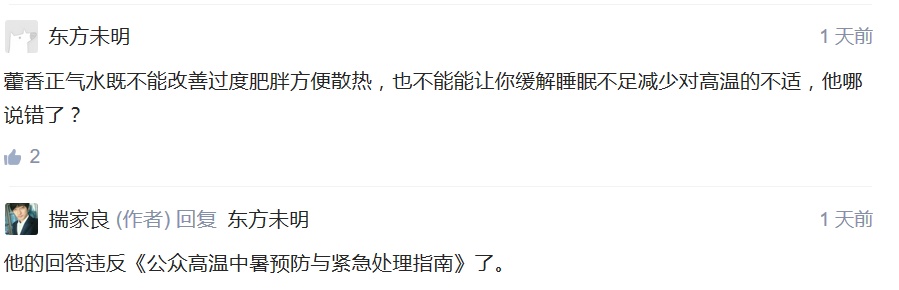 东方未明 1 天前
藿香正气水既不能改善过度肥胖方便散热，也不能能让你缓解睡眠不足减少对高温的不适，他哪
说错了？
2
揣家良 (作者) 回复 东方未明 1 天前
他的回答违反《公众高温中暑预防与紧急处理指南》了。